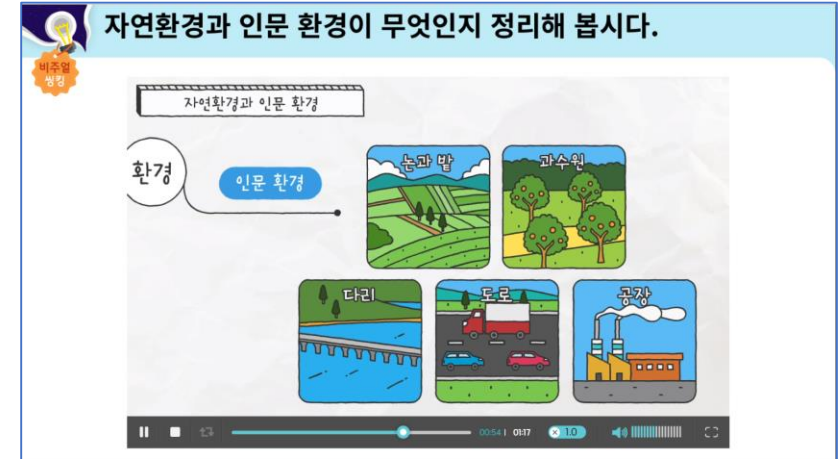 자연환경과 인문 환경이 무엇인지 정리해 봅시다.
비주얼
씽킹
자연환경과 인문 환경
환경
인문 환경
논과 밭
과수원
다리
도로
공장
00:54 | 01:17
× 1.0